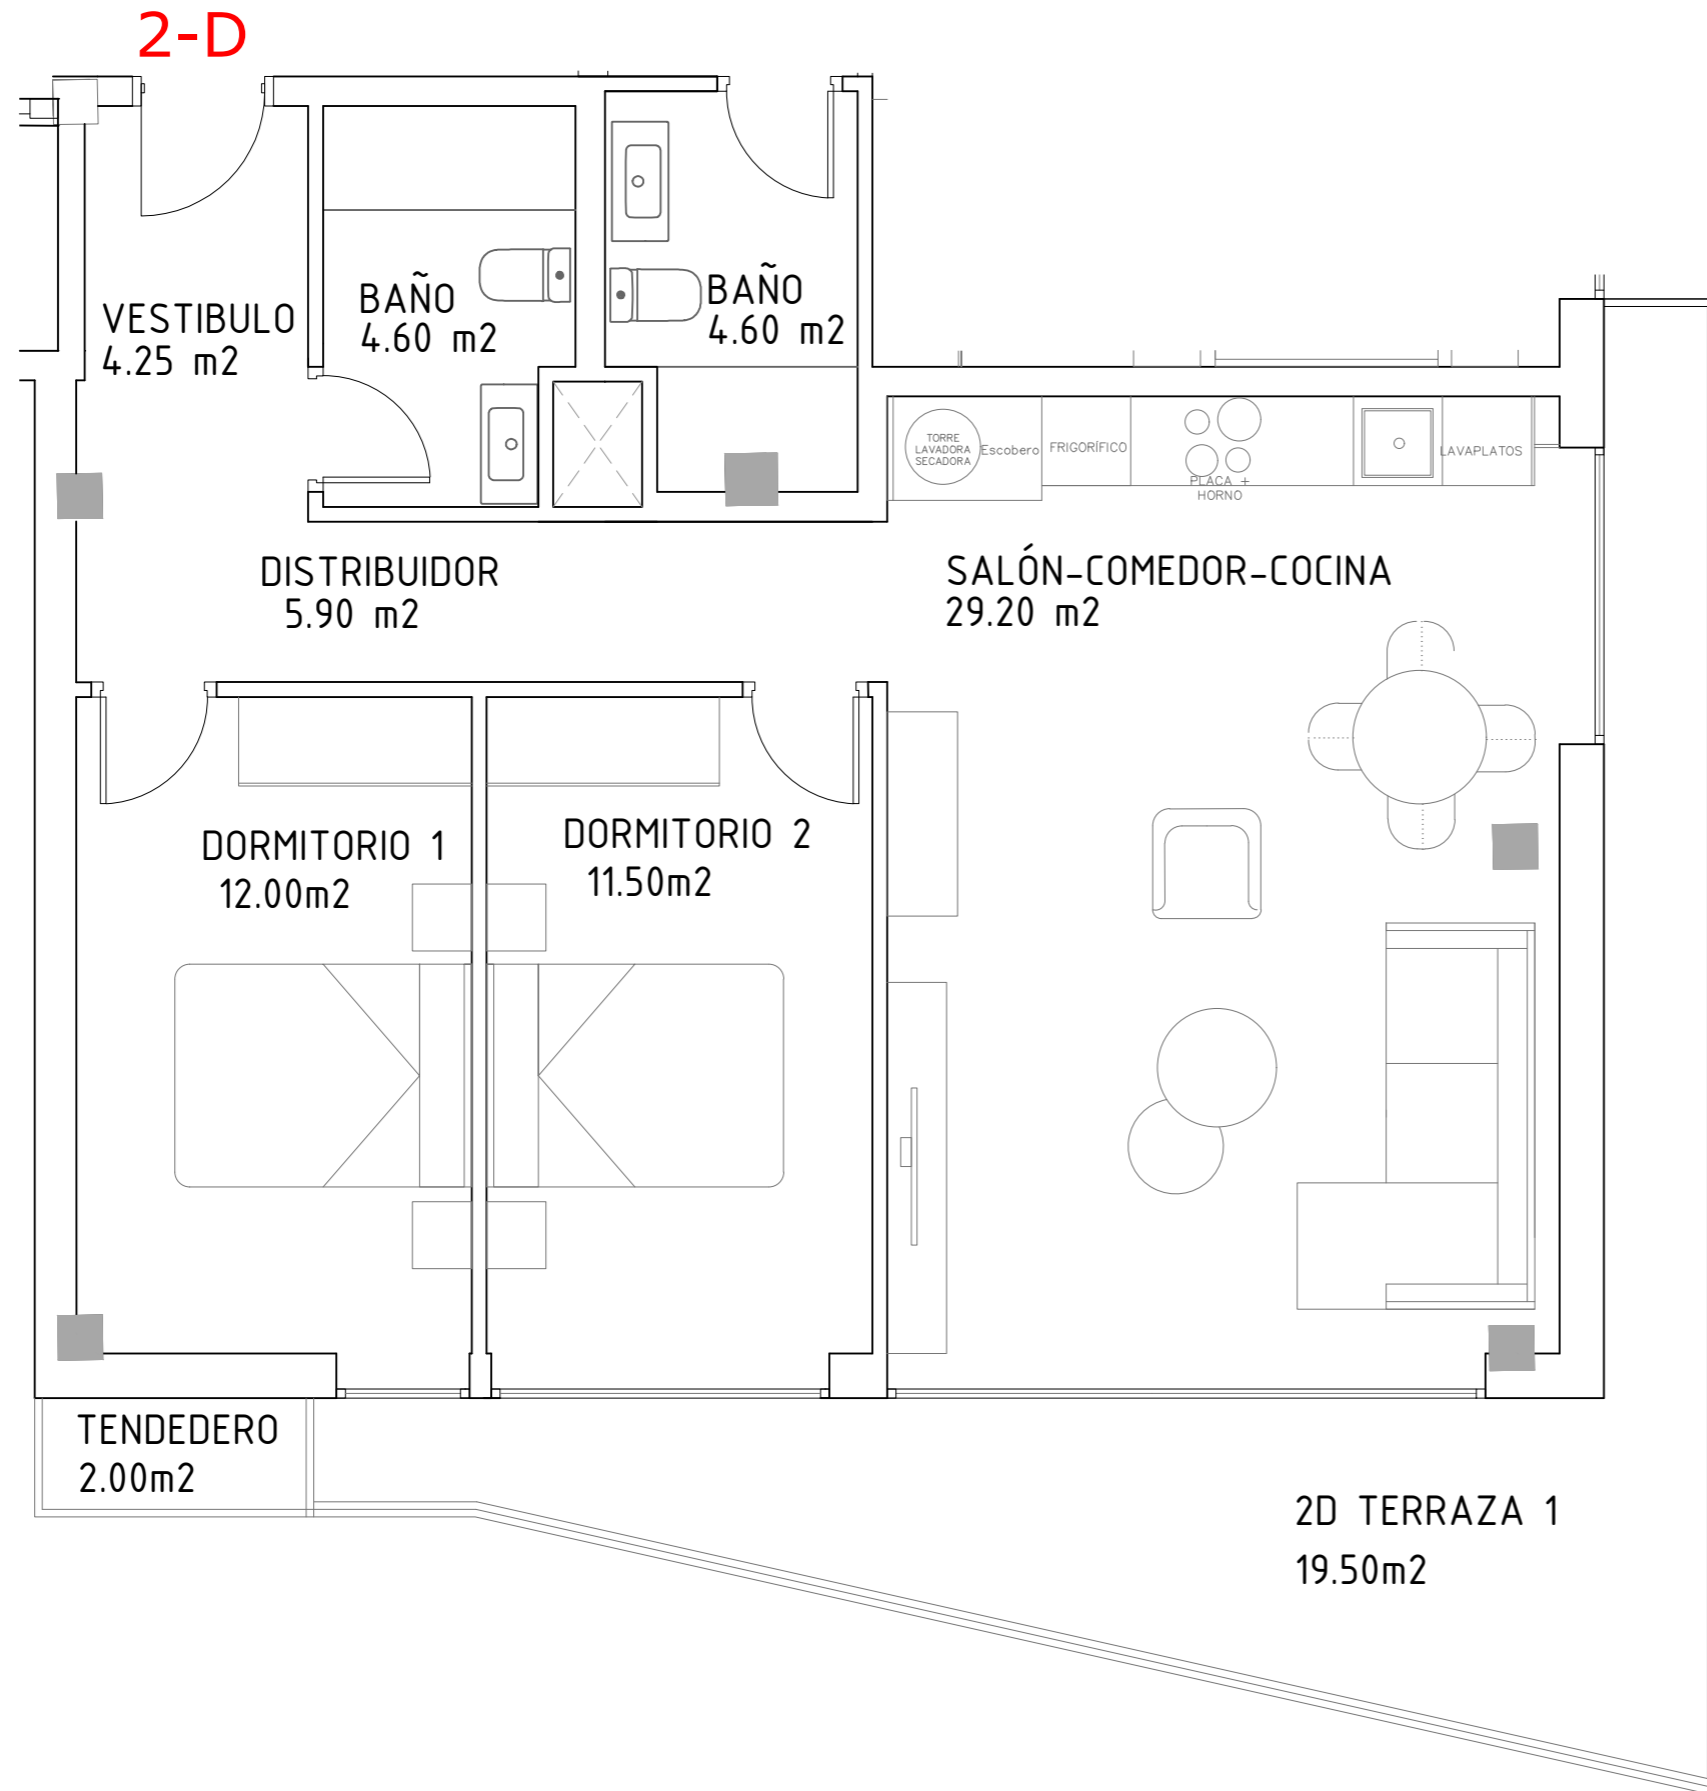 2-D
VESTIBULO
4.25 m2
BAÑO
4.60 m2
BAÑO
4.60 m2
TORRE
LAVADORA
SECADORA
Escobero
FRIGORÍFICO
PLACA +
HORNO
LAVAPLATOS
DISTRIBUIDOR
5.90 m2
SALÓN-COMEDOR-COCINA
29.20 m2
DORMITORIO 1
12.00m2
DORMITORIO 2
11.50m2
TENDEDERO
2.00m2
2D TERRAZA 1
19.50m2